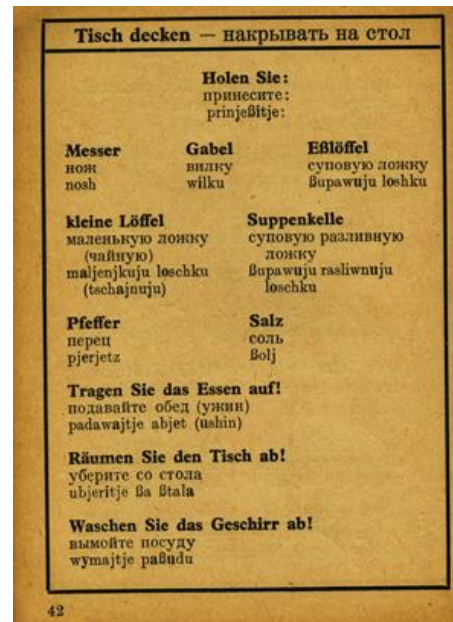 Tisch decken — накрывать на стол
Holen Sie:
принесите:
prinjeßitje:
Messer Gabel Eßlöffel
нож вилку суповую ложку
nosh wilku ßupawuju loshku
kleine Löffel Suppenkelle
маленькую ложку суповую разливную
(чайную) ложку
maljenjkuju loschku ßupawuju rasliwnuju
(tschajnuju) loschku
Pfeffer Salz
перец соль
pjerjetz ßolj
Tragen Sie das Essen auf!
подавайте обед (ужин)
padawajtje abjet (ushin)
Räumen Sie den Tisch ab!
уберите со стола
ubjeritje ßa ßtala
Waschen Sie das Geschirr ab!
вымойте посуду
wymajtje paßudu
42